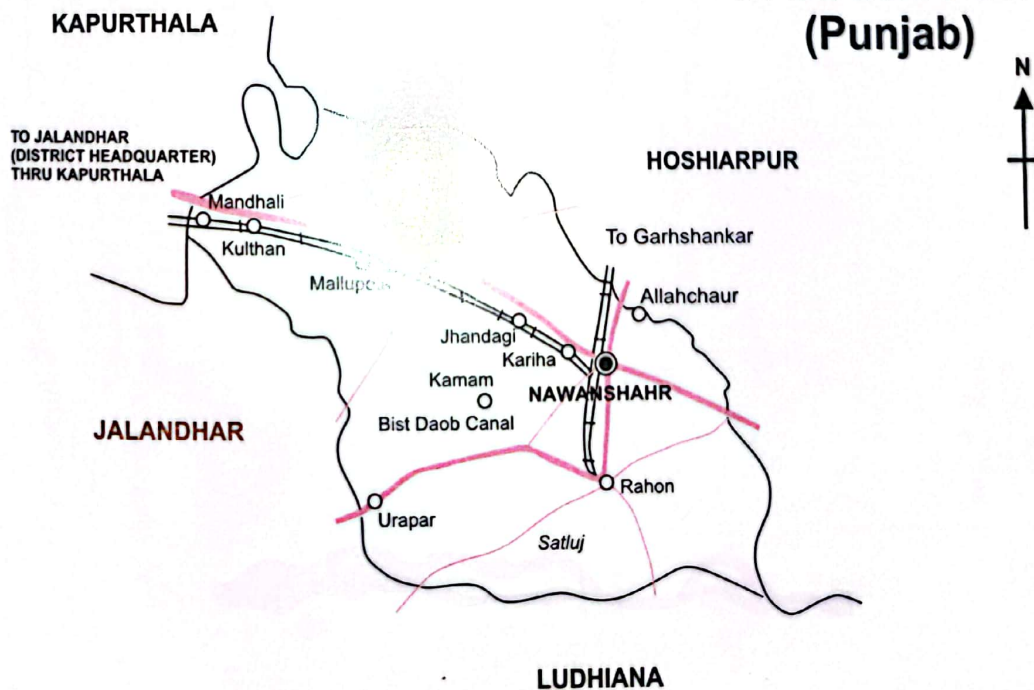 KAPURTHALA
(Punjab)
N
TO JALANDHAR
(DISTRICT HEADQUARTER)
THRU KAPURTHALA
HOSHIARPUR
Mandhali
Kulthan
To Garhshankar
Allahchaur
Jhandagi
Kariha
Kamam
NAWANSHAHR
Bist Daob Canal
JALANDHAR
Rahon
Urapar
Satluj
LUDHIANA